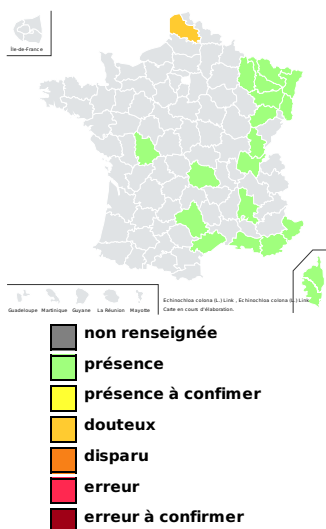 Île-de-France
Guadeloupe Martinique Guyane La Réunion Mayotte
Echinochloa colona (L.) Link , Echinochloa colona (L.) Link,
Carte en cours d'élaboration.
non renseignée
présence
présence à confimer
douteux
disparu
erreur
erreur à confirmer